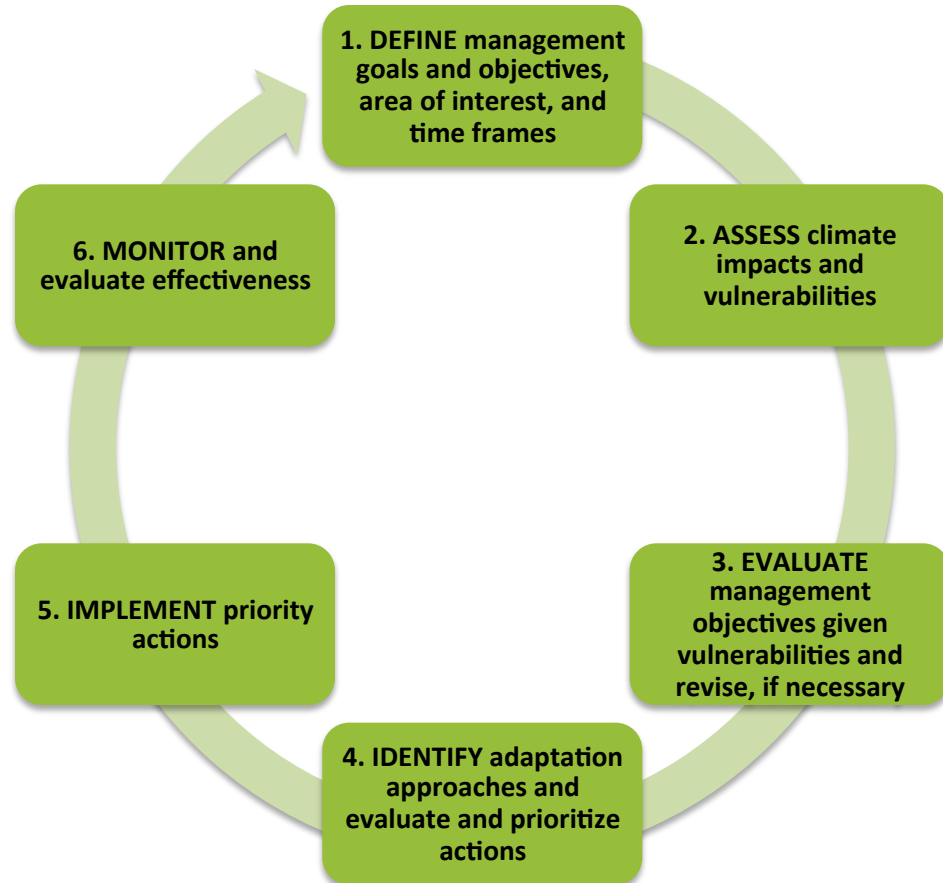 1. DEFINE management
goals and objectives,
area of interest, and
time frames
2. ASSESS climate
impacts and
vulnerabilities
3. EVALUATE
management
objectives given
vulnerabilities and
revise, if necessary
4. IDENTIFY adaptation
approaches and
evaluate and prioritize
actions
5. IMPLEMENT priority
actions
6. MONITOR and
evaluate effectiveness